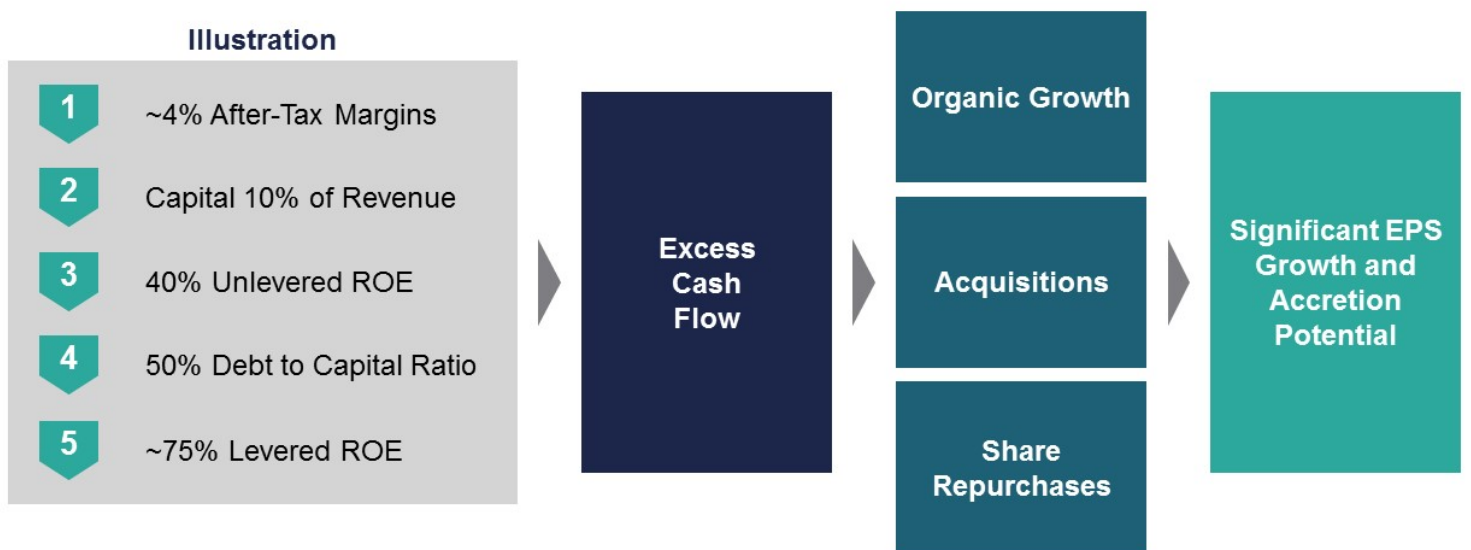 Illustration
1
~4% After-Tax Margins
2
Capital 10% of Revenue
3
40% Unlevered ROE
4
50% Debt to Capital Ratio
5
~75% Levered ROE
Excess
Cash
Flow
Organic Growth
Acquisitions
Share
Repurchases
Significant EPS
Growth and
Accretion
Potential